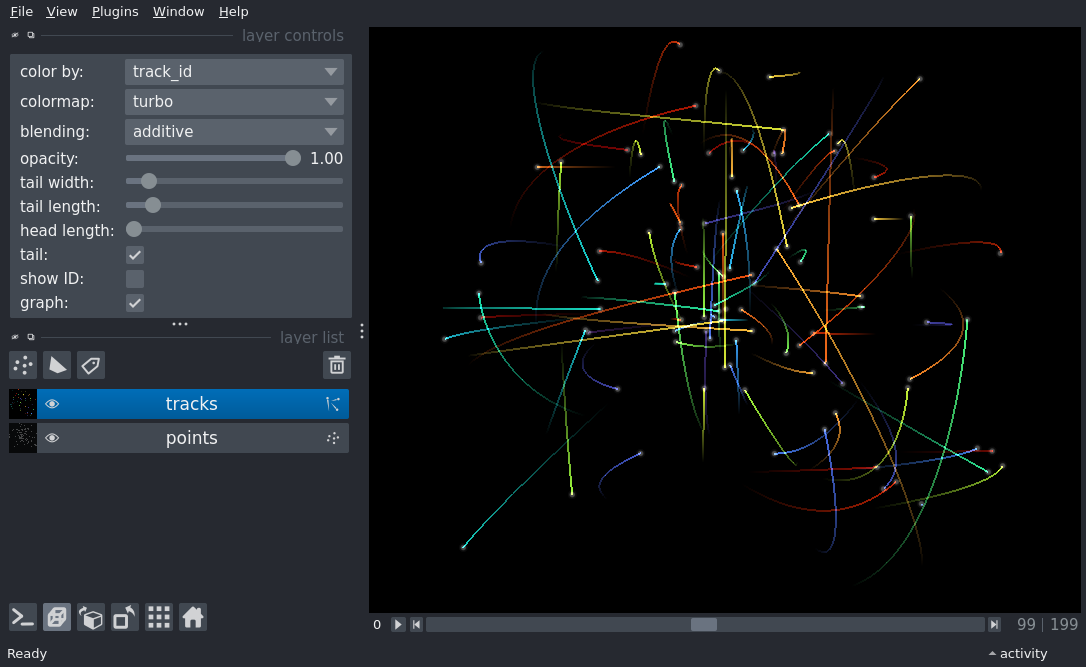 File View Plugins Window Help
layer controls
color by: track_id
colormap: turbo
blending: additive
opacity: 1.00
tail width:
tail length:
head length:
tail:
show ID:
graph:
layer list
tracks
points
0 99 | 199
Ready activity